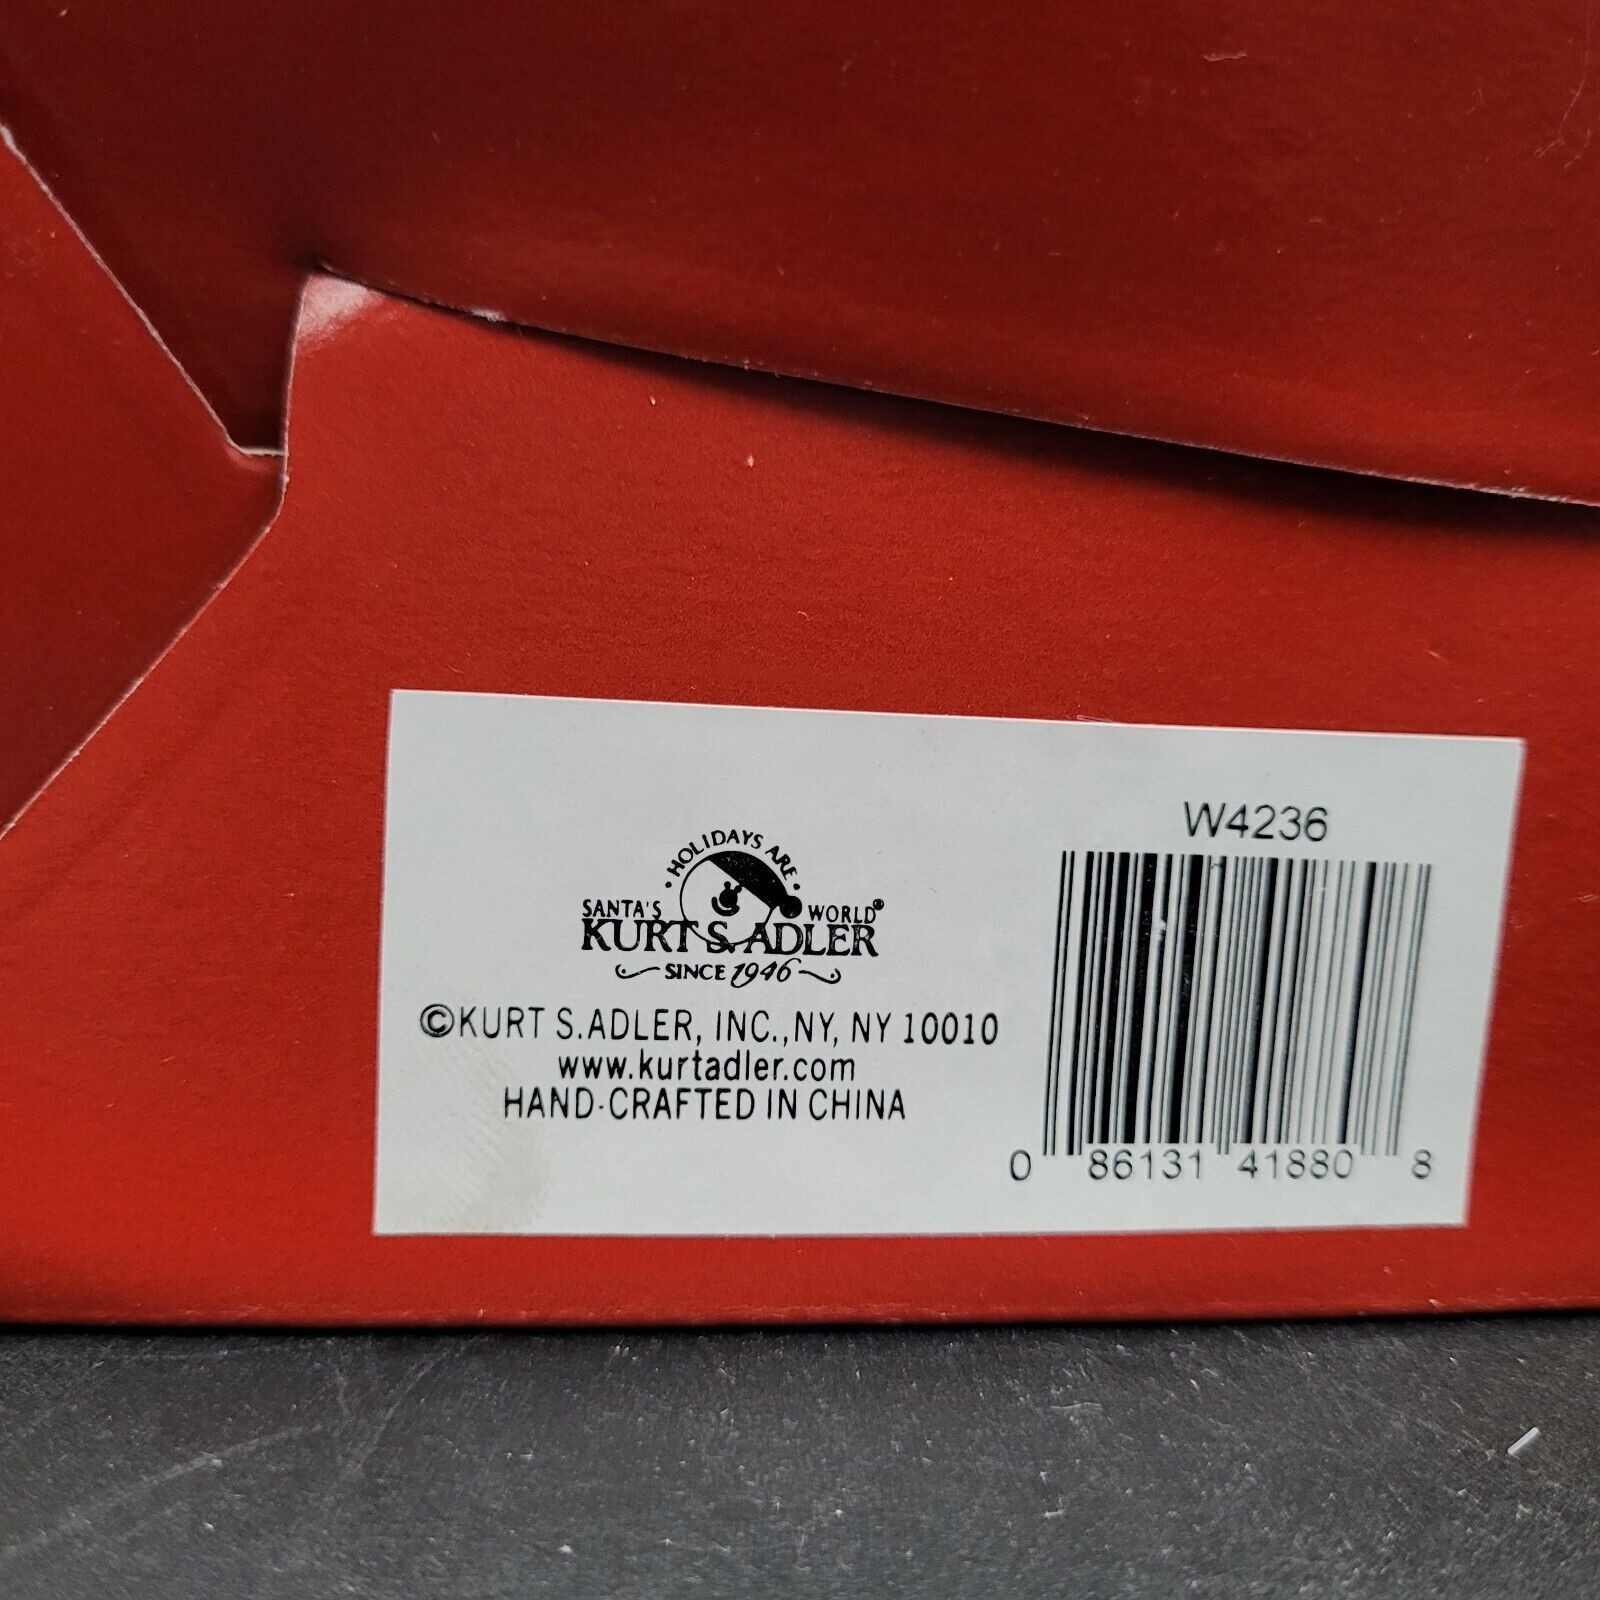 · HOLIDAYS ARE ·
SANTA'S WORLD®
KURT S. ADLER
SINCE 1946
©KURT S.ADLER, INC.,NY, NY 10010
www.kurtadler.com
HAND-CRAFTED IN CHINA
W4236
0 86131 41880 8